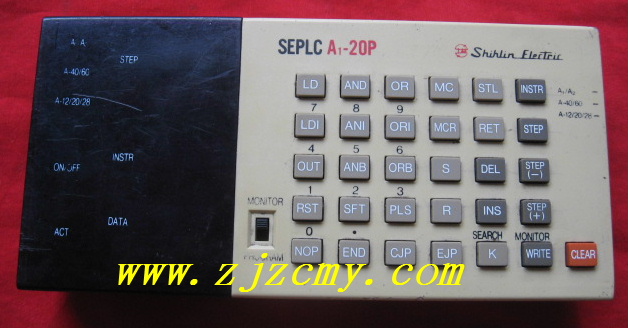 SEPLC A1-20P
Shihlin Electric
STEP
A-40/60
A-12/20/28
ON/OFF
INSTR
ACT
DATA
LD AND OR MC STL INSTR
A1/A2
A-40/60
A-12/20/28
7 8 9
LDI ANI ORI MCR RET STEP
4 5 6
OUT ANB ORB S DEL STEP (−)
1 2 3
MONITOR
RST SFT PLS R INS STEP (+)
0 •
SEARCH MONITOR
NOP END CJP EJP K WRITE CLEAR
PROGRAM
www.zjzcmy.com